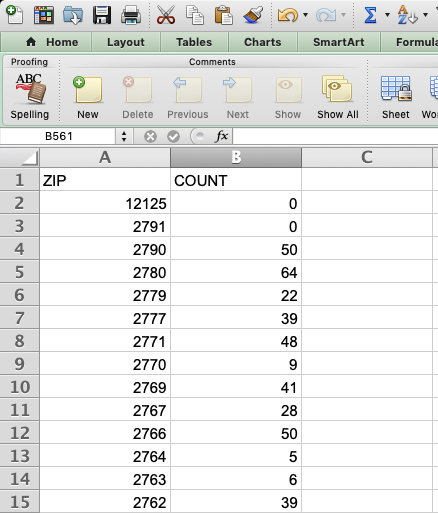 Home Layout Tables Charts SmartArt Formula
Proofing Comments
ABC
Spelling New Delete Previous Next Show Show All Sheet Wo
B561 fx
A B C
1 ZIP COUNT
2 12125 0
3 2791 0
4 2790 50
5 2780 64
6 2779 22
7 2777 39
8 2771 48
9 2770 9
10 2769 41
11 2767 28
12 2766 50
13 2764 5
14 2763 6
15 2762 39